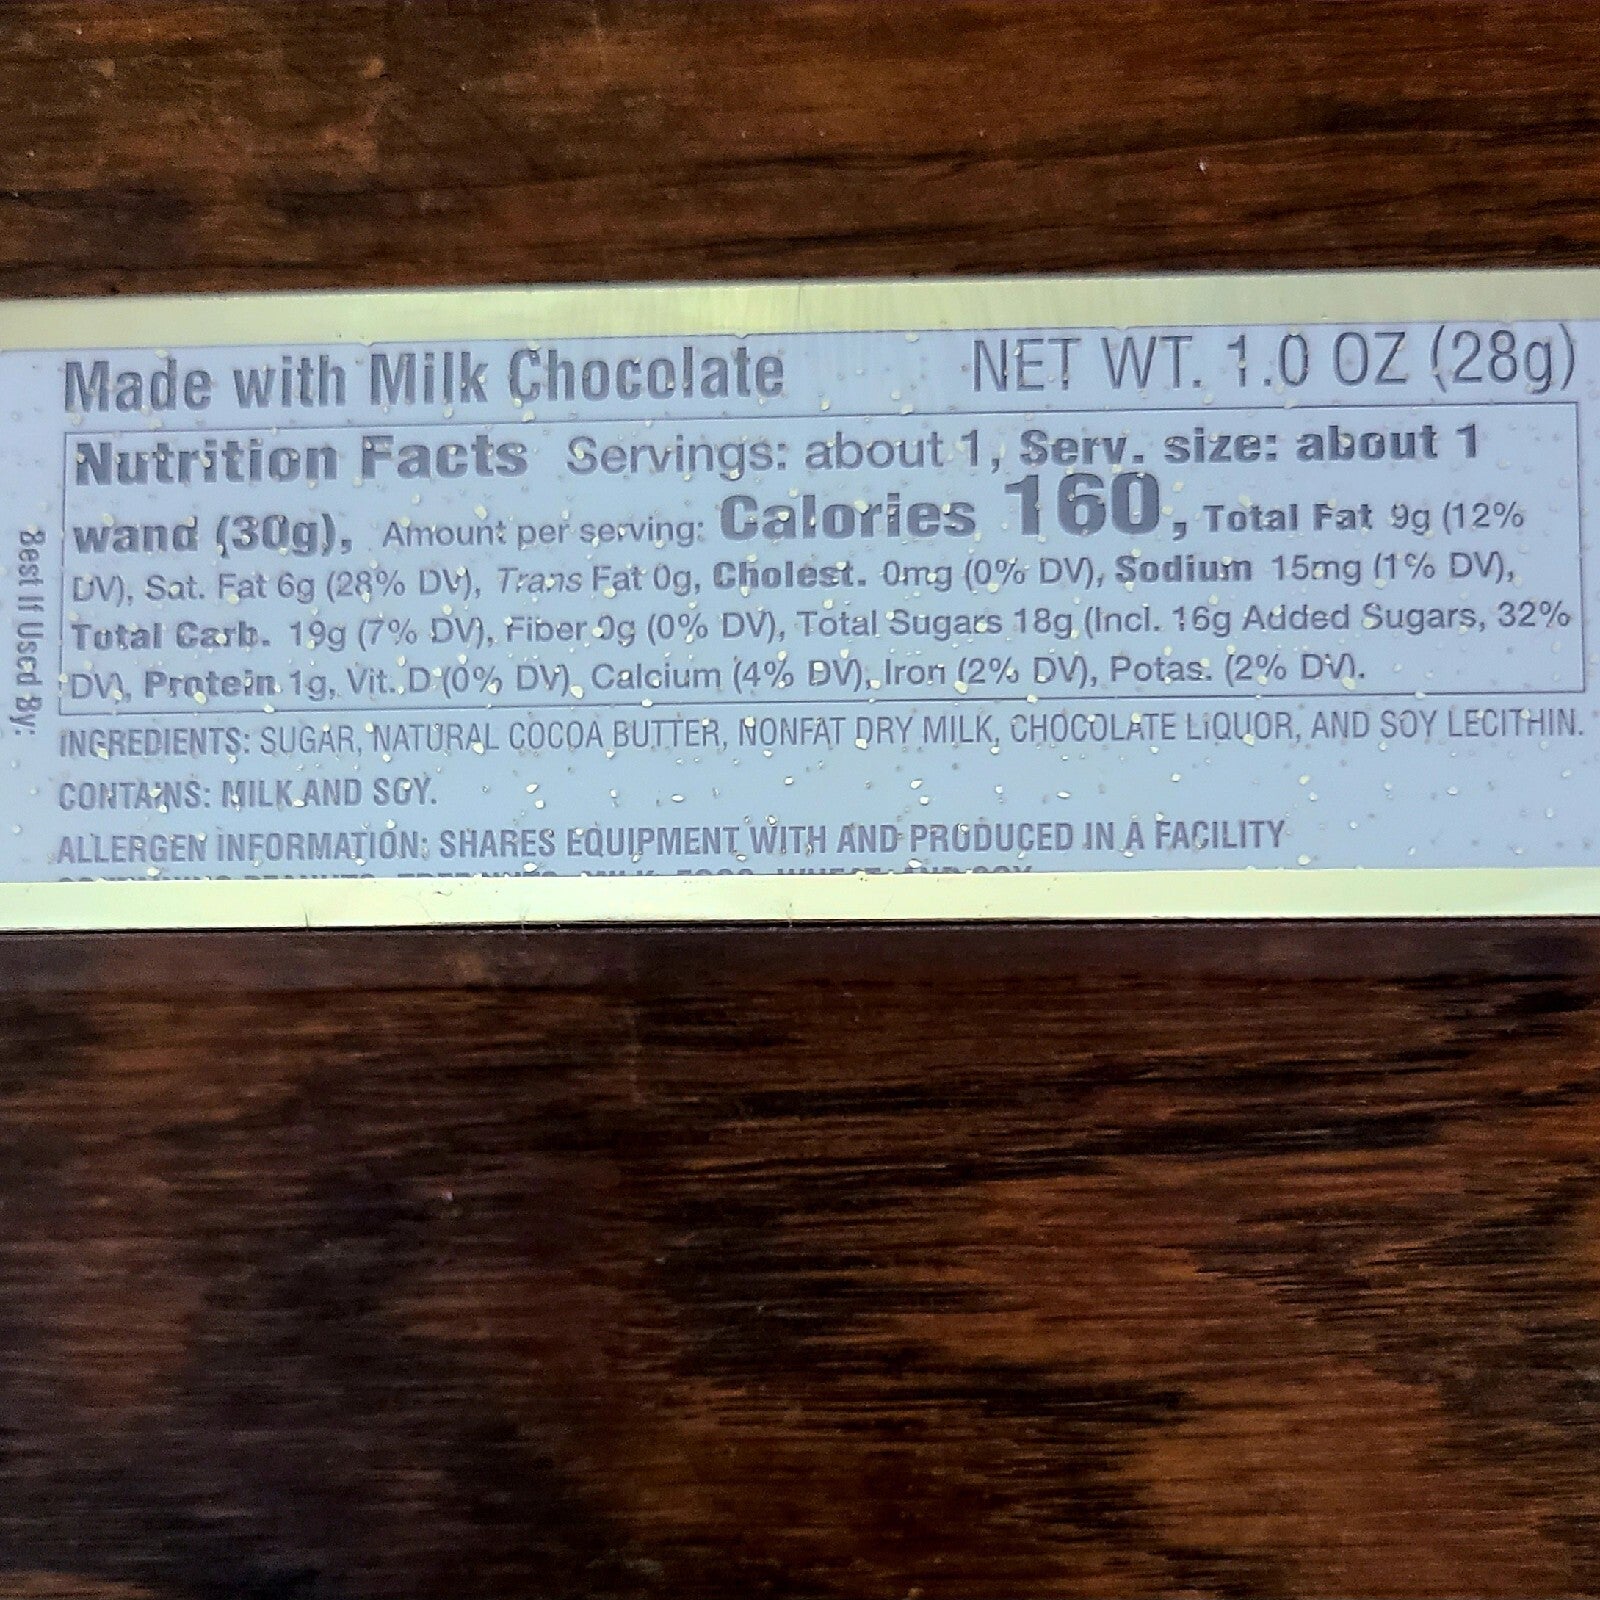 Made with Milk Chocolate NET WT. 1.0 OZ (28g)
Nutrition Facts Servings: about 1, Serv. size: about 1
wand (30g), Amount per serving: Calories 160, Total Fat 9g (12%
DV), Sat. Fat 6g (28% DV), Trans Fat 0g, Cholest. 0mg (0% DV), Sodium 15mg (1% DV),
Total Carb. 19g (7% DV), Fiber 0g (0% DV), Total Sugars 18g (Incl. 16g Added Sugars, 32%
DV), Protein 1g, Vit. D (0% DV), Calcium (4% DV), Iron (2% DV), Potas. (2% DV).
INGREDIENTS: SUGAR, NATURAL COCOA BUTTER, NONFAT DRY MILK, CHOCOLATE LIQUOR, AND SOY LECITHIN.
CONTAINS: MILK AND SOY.
ALLERGEN INFORMATION: SHARES EQUIPMENT WITH AND PRODUCED IN A FACILITY
Best If Used By: